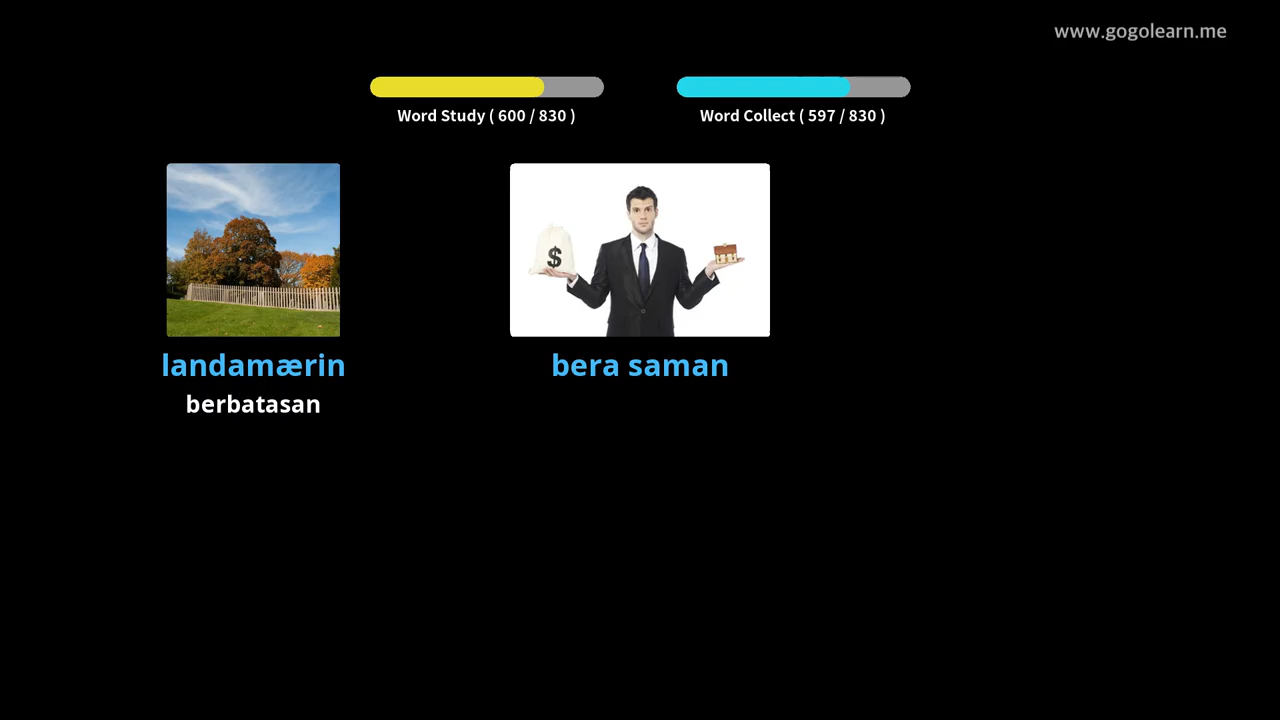 www.gogolearn.me
Word Study ( 600 / 830 )
Word Collect ( 597 / 830 )
$
landamærin
berbatasan
bera saman